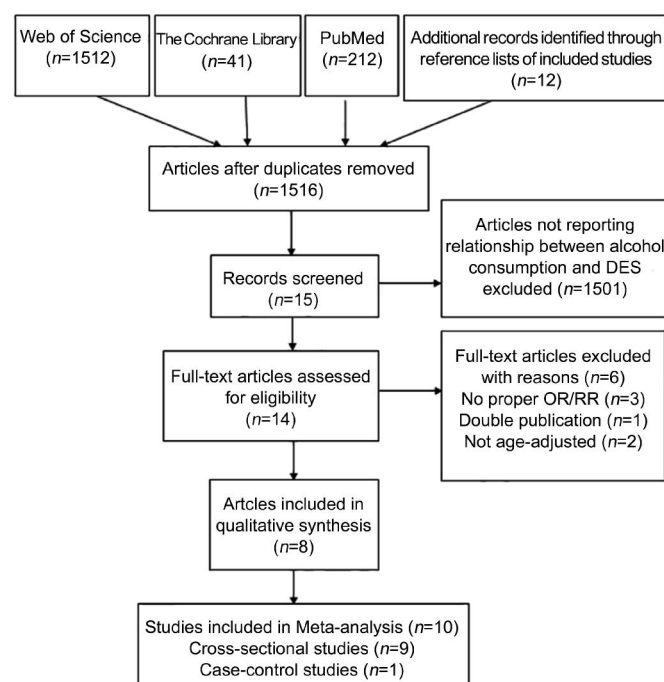 Web of Science
(n=1512)
The Cochrane Library
(n=41)
PubMed
(n=212)
Additional records identified through
reference lists of included studies
(n=12)
Articles after duplicates removed
(n=1516)
Articles not reporting
relationship between alcohol
consumption and DES
excluded (n=1501)
Records screened
(n=15)
Full-text articles assessed
for eligibility
(n=14)
Full-text articles excluded
with reasons (n=6)
No proper OR/RR (n=3)
Double publication (n=1)
Not age-adjusted (n=2)
Artcles included in
qualitative synthesis
(n=8)
Studies included in Meta-analysis (n=10)
Cross-sectional studies (n=9)
Case-control studies (n=1)